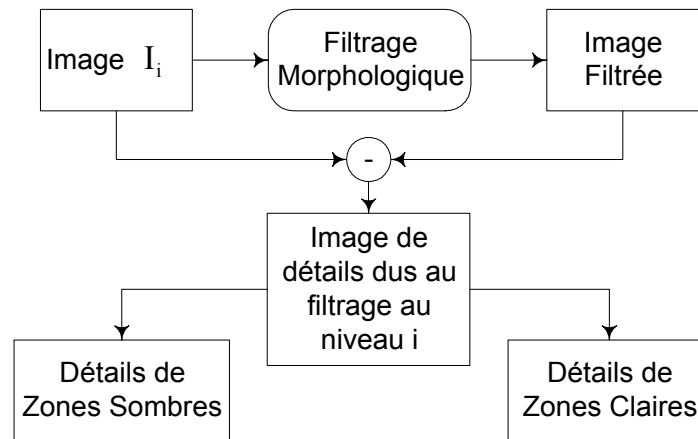 Image I_i
Filtrage
Morphologique
Image
Filtrée
-
Image de
détails dus au
filtrage au
niveau i
Détails de
Zones Sombres
Détails de
Zones Claires